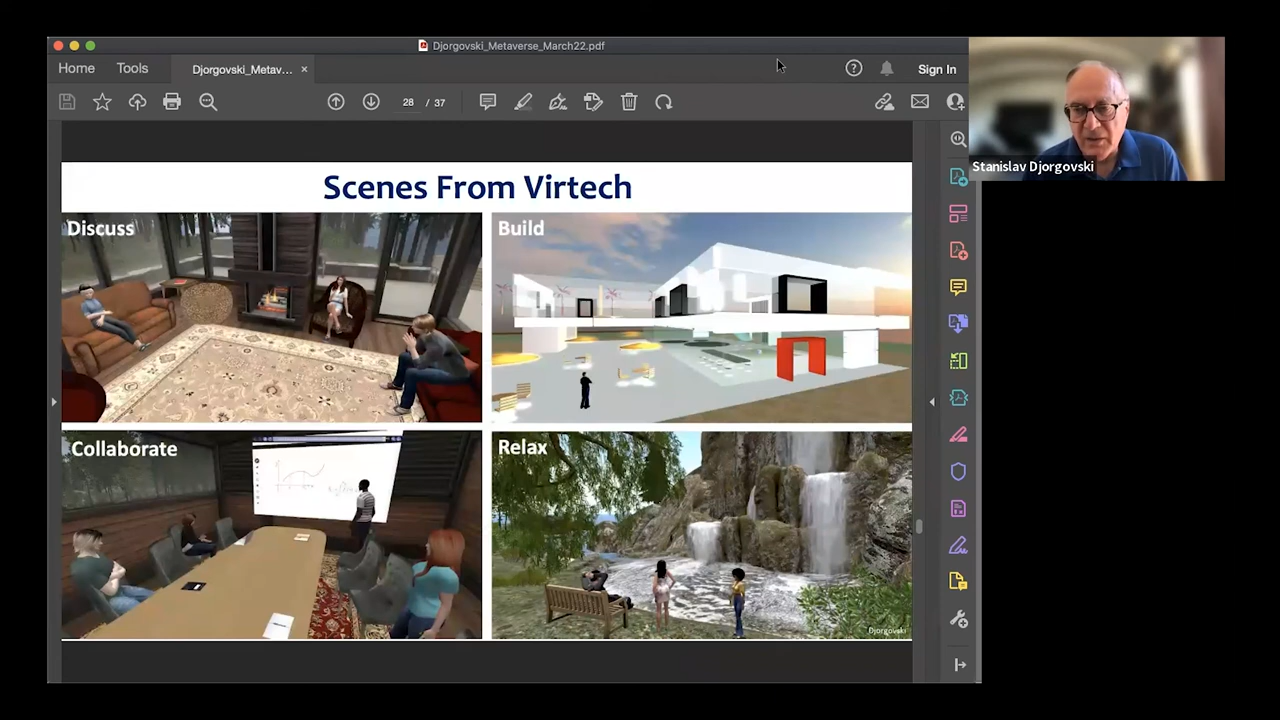 Djorgovski_Metaverse_March22.pdf
Home
Tools
Djorgovski_Metav...
Sign In
28 / 37
Stanislav Djorgovski
Scenes From Virtech
Discuss
Build
Collaborate
Relax
Djorgovski